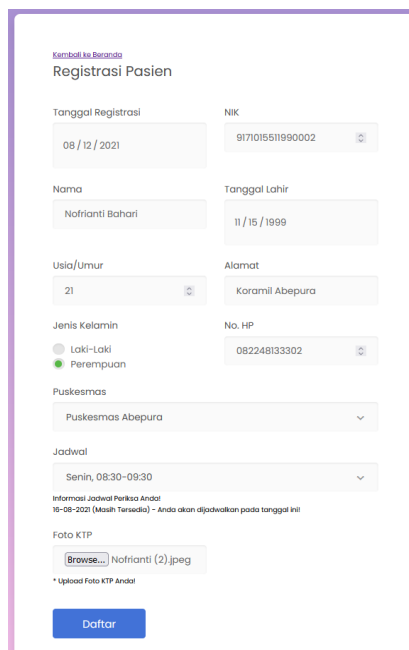 Kembali ke Beranda
Registrasi Pasien
Tanggal Registrasi
NIK
08 / 12 / 2021
9171015511990002
Nama
Tanggal Lahir
Nofrianti Bahari
11 / 15 / 1999
Usia/Umur
Alamat
21
Koramil Abepura
Jenis Kelamin
No. HP
Laki-Laki
082248133302
Perempuan
Puskesmas
Puskesmas Abepura
Jadwal
Senin, 08:30-09:30
Informasi Jadwal Periksa Anda!
16-08-2021 (Masih Tersedia) - Anda akan dijadwalkan pada tanggal ini!
Foto KTP
Browse... Nofrianti (2).jpeg
* Upload Foto KTP Anda!
Daftar